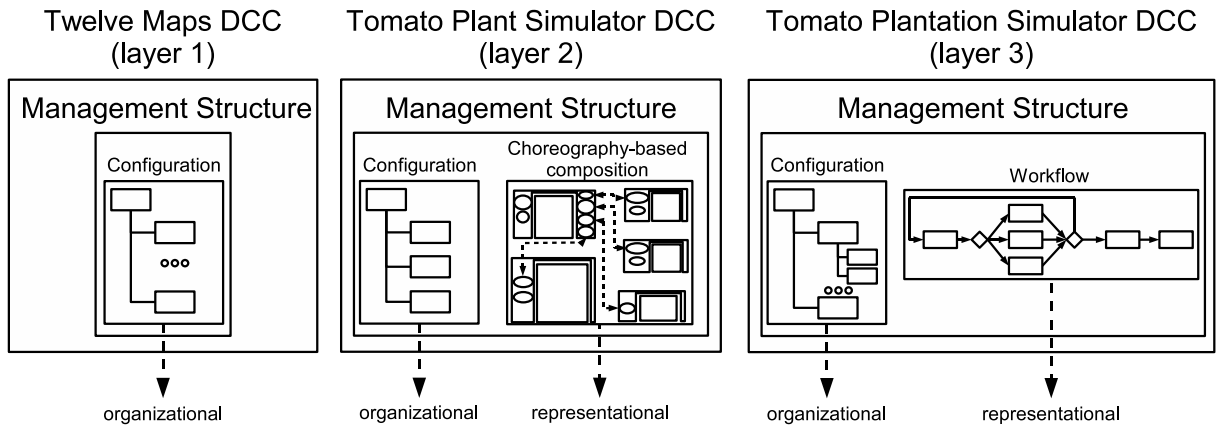 Twelve Maps DCC
(layer 1)
Tomato Plant Simulator DCC
(layer 2)
Tomato Plantation Simulator DCC
(layer 3)
Management Structure
Management Structure
Management Structure
Configuration
Configuration
Choreography-based
composition
Configuration
Workflow
organizational
organizational
representational
organizational
representational